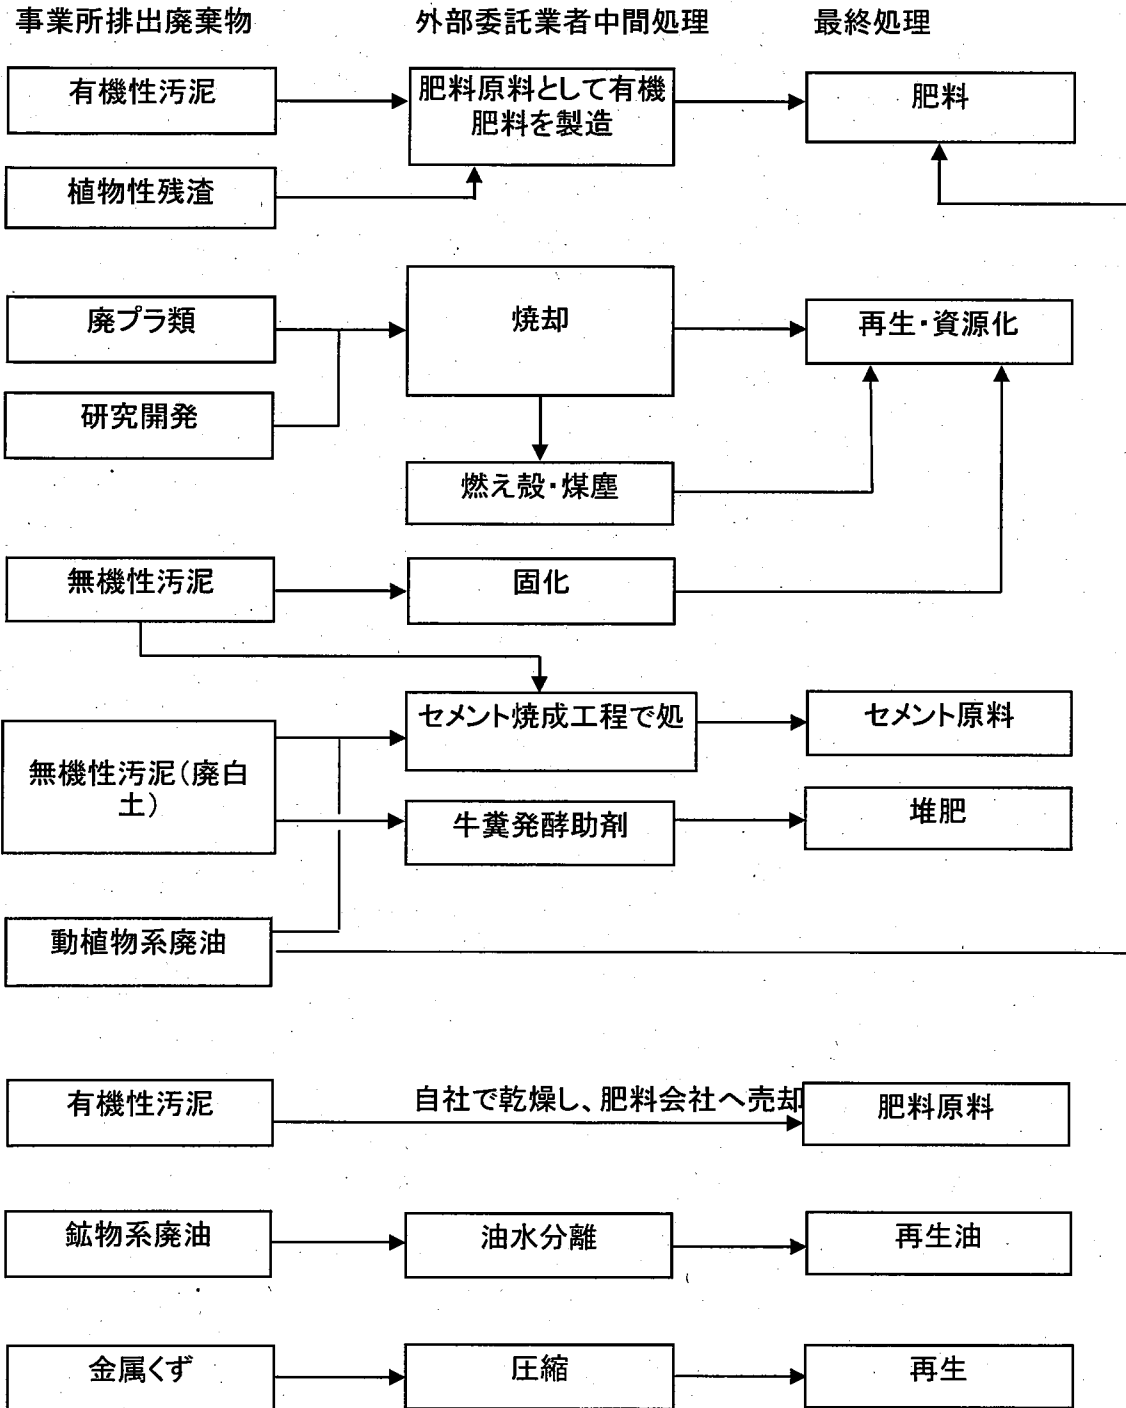 事業所排出廃棄物
外部委託業者中間処理
最終処理
有機性汚泥
肥料原料として有機
肥料を製造
肥料
植物性残渣
廃プラ類
焼却
再生・資源化
研究開発
燃え殻・煤塵
無機性汚泥
固化
セメント焼成工程で処
セメント原料
無機性汚泥(廃白
土)
牛糞発酵助剤
堆肥
動植物系廃油
有機性汚泥
自社で乾燥し、肥料会社へ売却
肥料原料
鉱物系廃油
油水分離
再生油
金属くず
圧縮
再生